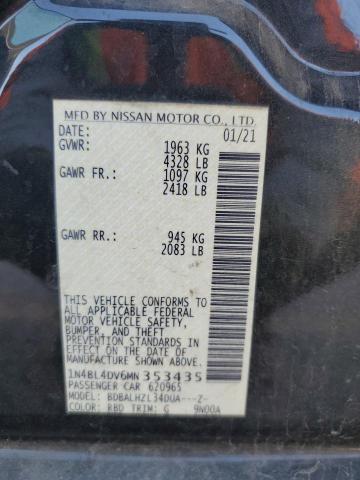 MFD BY NISSAN MOTOR CO., LTD.
DATE: 01/21
GVWR: 1963 KG
4328 LB
GAWR FR.: 1097 KG
2418 LB
GAWR RR.: 945 KG
2083 LB
THIS VEHICLE CONFORMS TO
ALL APPLICABLE FEDERAL
MOTOR VEHICLE SAFETY,
BUMPER, AND THEFT
PREVENTION STANDARDS IN
EFFECT ON THE DATE OF
MANUFACTURE SHOWN ABOVE.
1N4BL4DV6MN353435
PASSENGER CAR 620965
MODEL: BDBALHZL34DUA---Z-
COLOR: RBD TRIM: G 9N00A